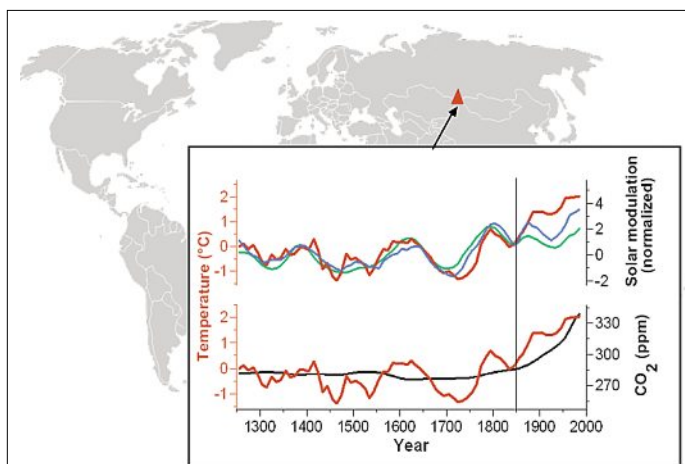 2
1
0
-1
Temperature (°C)
4
2
0
-2
Solar modulation
(normalized)
2
1
0
-1
330
300
270
CO2 (ppm)
1300 1400 1500 1600 1700 1800 1900 2000
Year